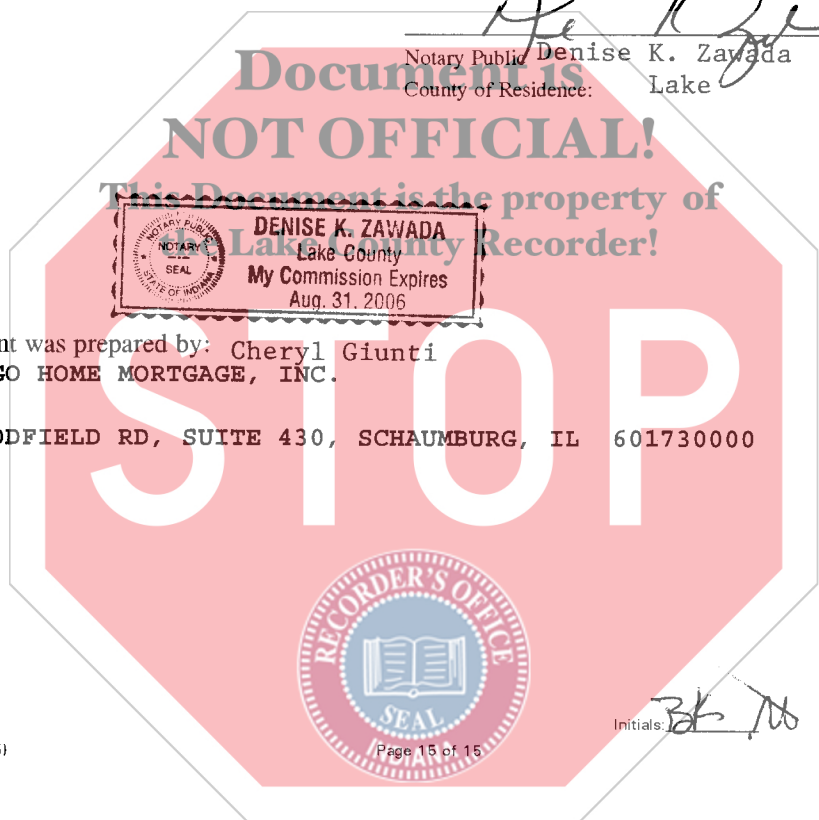 Notary Public Denise K. Zawada
County of Residence: Lake
Document is
NOT OFFICIAL!
This Document is the property of
the Lake County Recorder!
NOTARY PUBLIC
NOTARY
SEAL
STATE OF INDIANA
DENISE K. ZAWADA
Lake County
My Commission Expires
Aug. 31, 2006
nt was prepared by: Cheryl Giunti
GO HOME MORTGAGE, INC.
ODFIELD RD, SUITE 430, SCHAUMBURG, IL 601730000
STOP
RECORDER'S OFFICE
SEAL
INDIANA
Initials:
Page 15 of 15